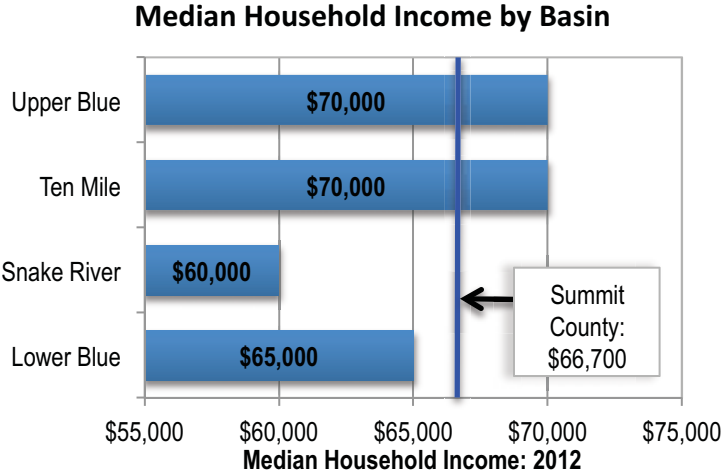 Median Household Income by Basin
Upper Blue
$70,000
Ten Mile
$70,000
Snake River
$60,000
Summit
County:
$66,700
Lower Blue
$65,000
$55,000 $60,000 $65,000 $70,000 $75,000
Median Household Income: 2012